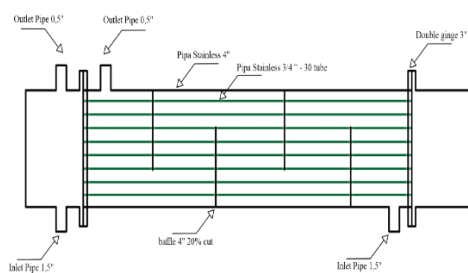 Outlet Pipe 0,5"
Outlet Pipe 0,5"
Double ginge 3"
Pipa Stainless 4"
Pipa Stainless 3/4 " - 30 tube
baffle 4" 20% cut
Inlet Pipe 1,5"
Inlet Pipe 1,5"